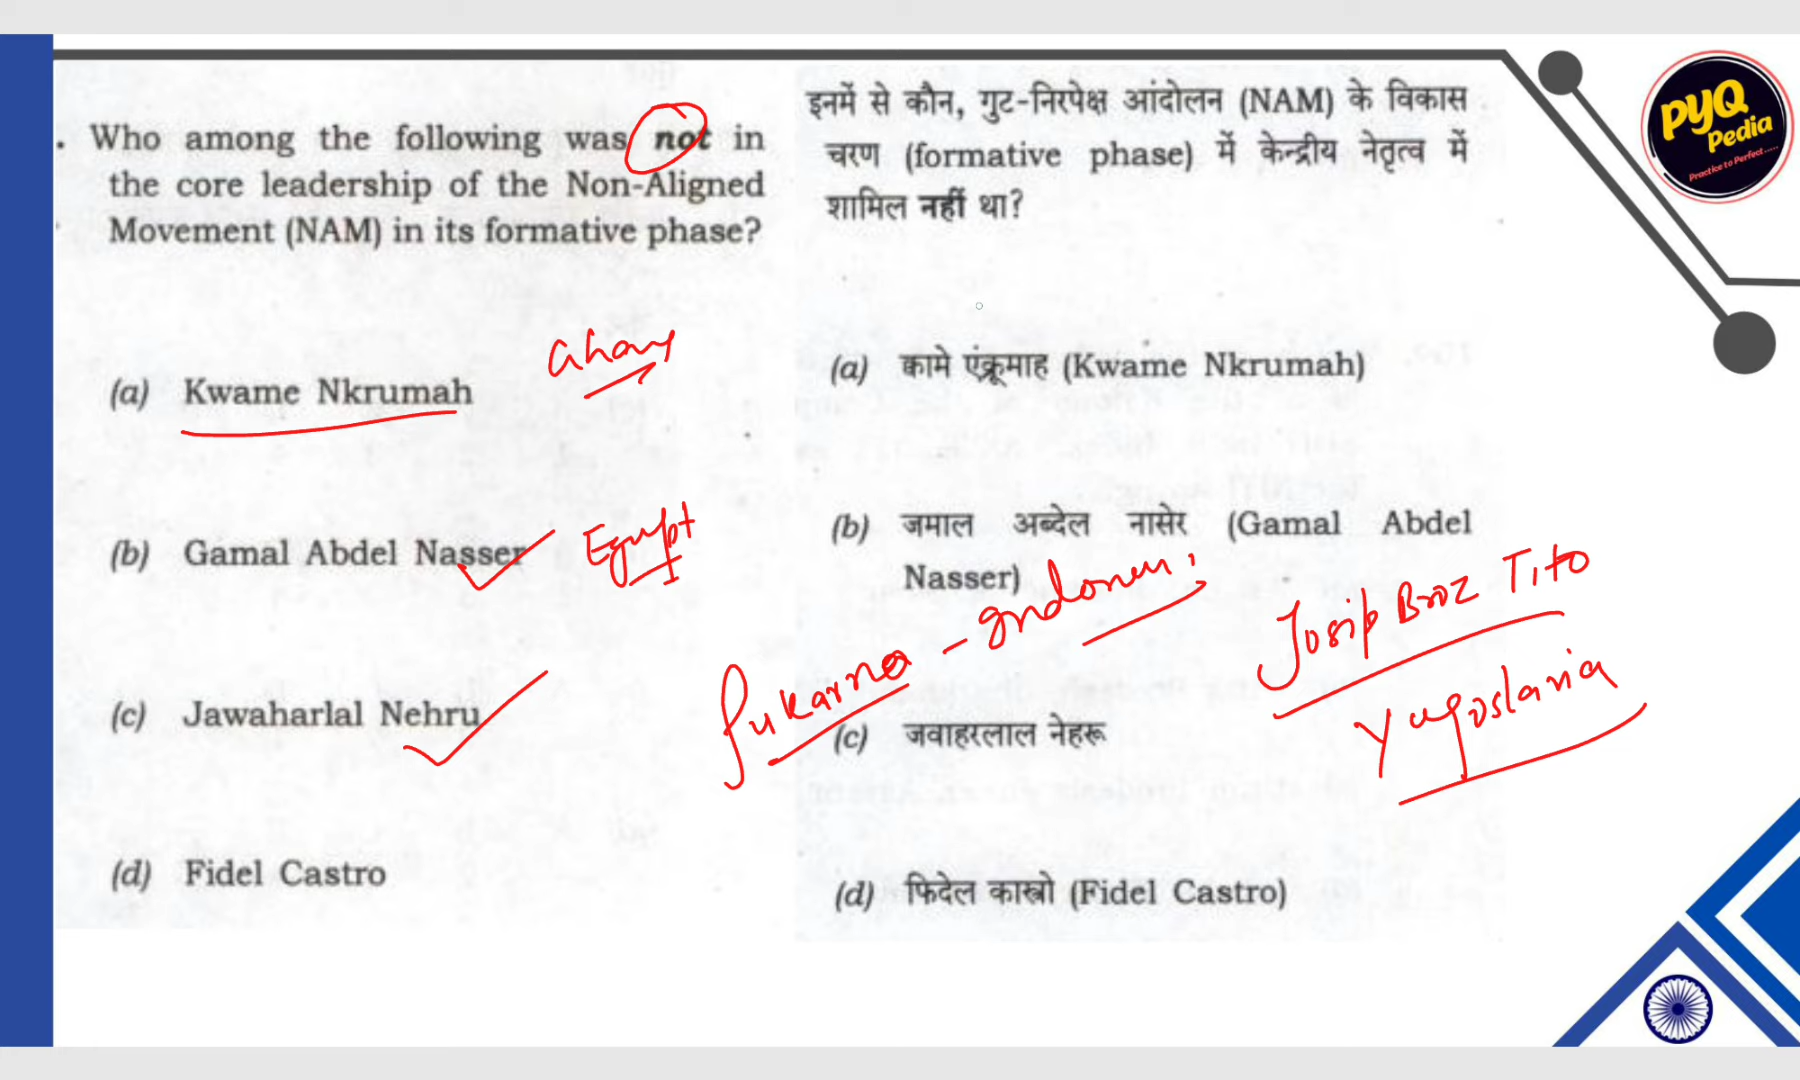 . Who among the following was not in
the core leadership of the Non-Aligned
Movement (NAM) in its formative phase?
(a) Kwame Nkrumah
Ghana
(b) Gamal Abdel Nasser
Egypt
(c) Jawaharlal Nehru
(d) Fidel Castro
इनमें से कौन, गुट-निरपेक्ष आंदोलन (NAM) के विकास
चरण (formative phase) में केन्द्रीय नेतृत्व में
शामिल नहीं था?
(a) क्वामे एंक्रूमाह (Kwame Nkrumah)
(b) जमाल अब्देल नासेर (Gamal Abdel
Nasser)
Sukarno -
Josip Broz Tito
Yugoslavia
(c) जवाहरलाल नेहरू
(d) फिदेल कास्त्रो (Fidel Castro)
PYQ
Pedia
Practice to Perfect.....